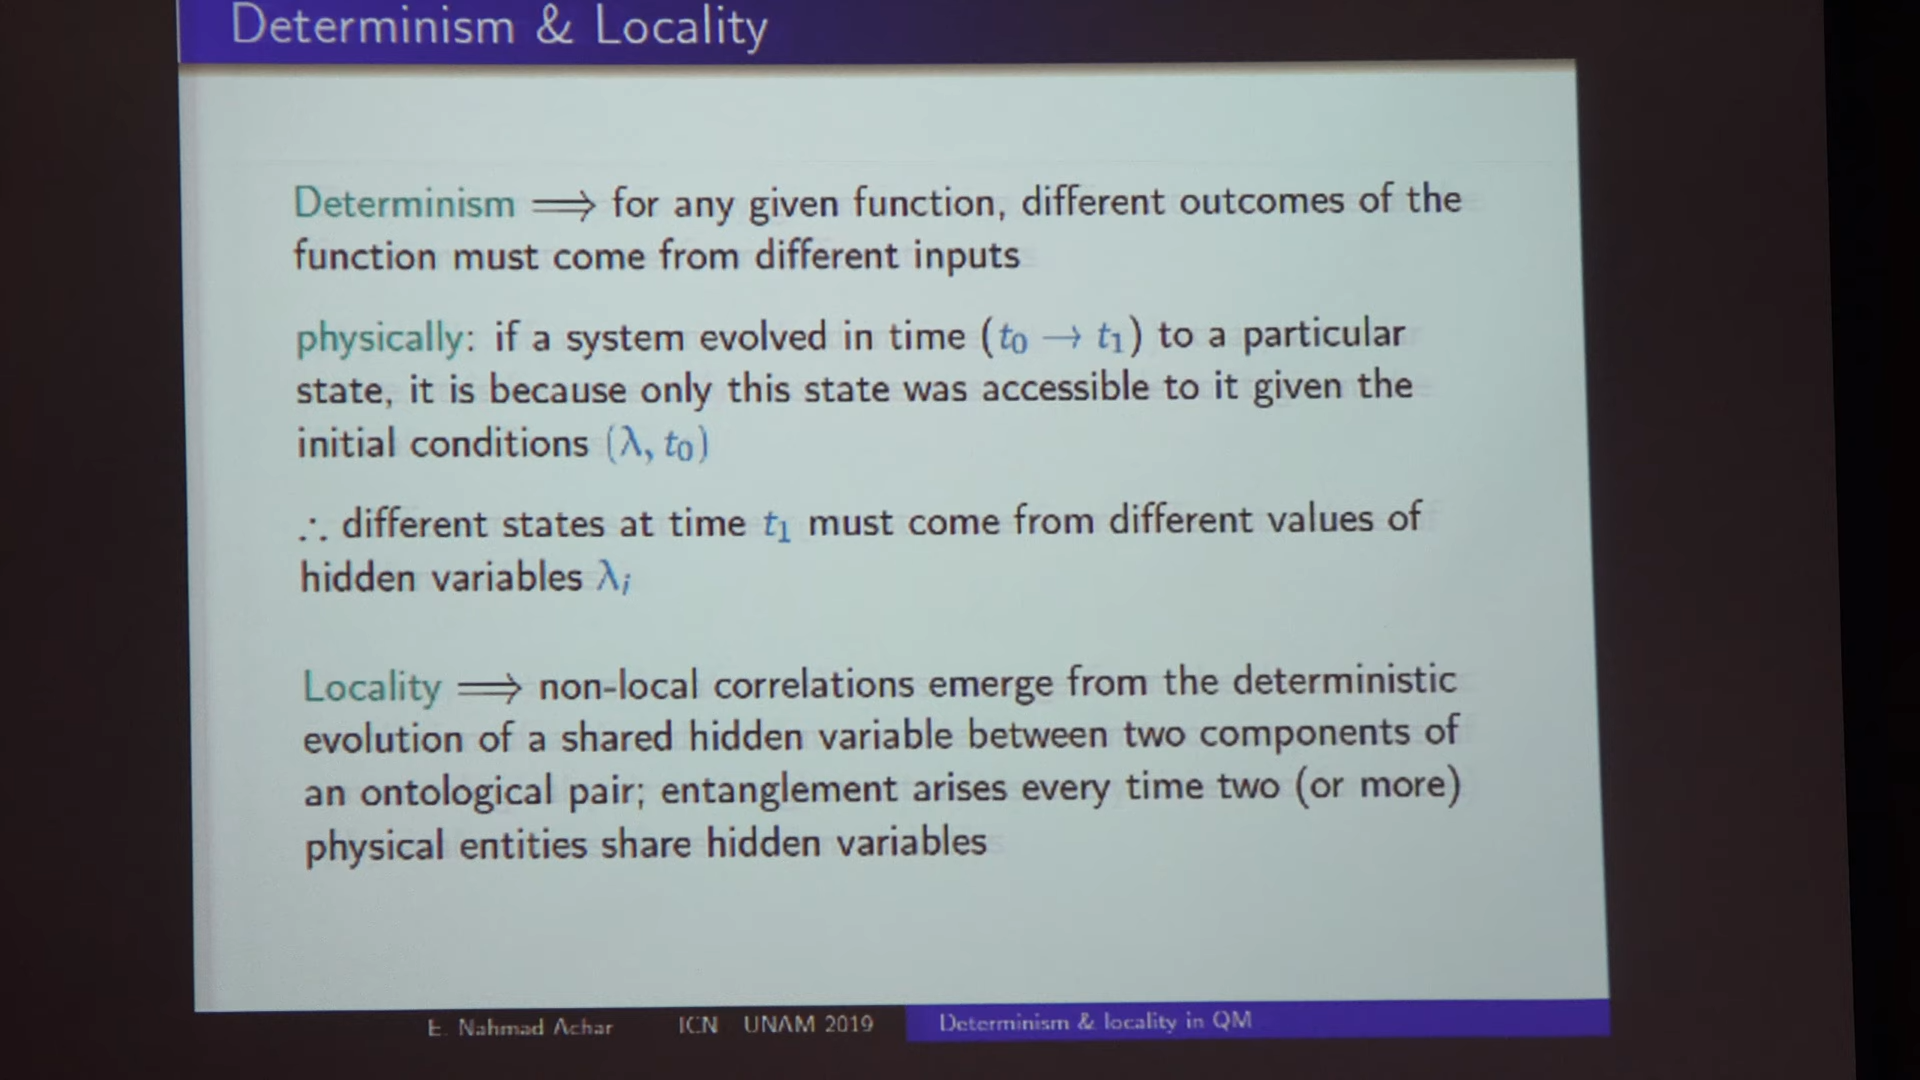 Determinism & Locality
Determinism ⟹ for any given function, different outcomes of the
function must come from different inputs
physically: if a system evolved in time (t₀ → t₁) to a particular
state, it is because only this state was accessible to it given the
initial conditions (λ, t₀)
∴ different states at time t₁ must come from different values of
hidden variables λᵢ
Locality ⟹ non-local correlations emerge from the deterministic
evolution of a shared hidden variable between two components of
an ontological pair; entanglement arises every time two (or more)
physical entities share hidden variables
E. Nahmad Achar ICN UNAM 2019 Determinism & locality in QM